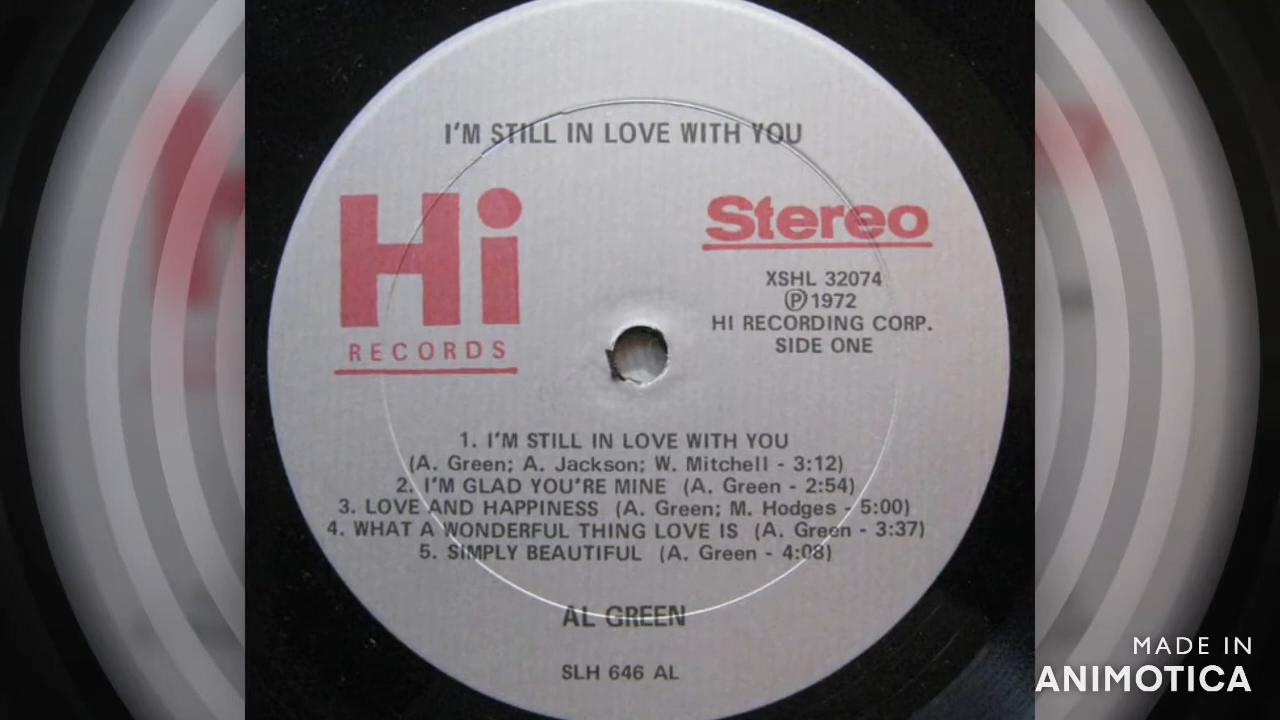 I'M STILL IN LOVE WITH YOU
Hi
RECORDS
Stereo
XSHL 32074
Ⓟ1972
HI RECORDING CORP.
SIDE ONE
1. I'M STILL IN LOVE WITH YOU
(A. Green; A. Jackson; W. Mitchell - 3:12)
2. I'M GLAD YOU'RE MINE (A. Green - 2:54)
3. LOVE AND HAPPINESS (A. Green; M. Hodges - 5:00)
4. WHAT A WONDERFUL THING LOVE IS (A. Green - 3:37)
5. SIMPLY BEAUTIFUL (A. Green - 4:08)
AL GREEN
SLH 646 AL
MADE IN
ANIMOTICA